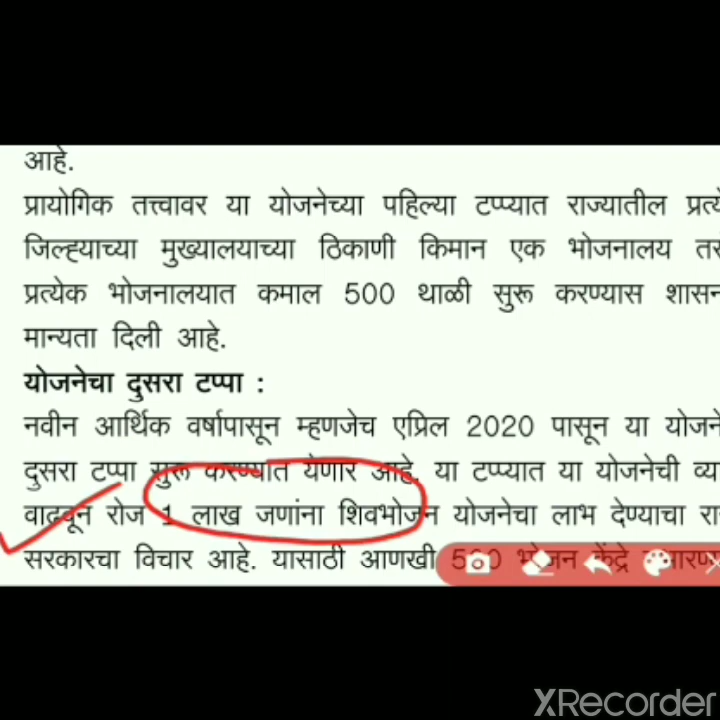 आहे.
प्रायोगिक तत्त्वावर या योजनेच्या पहिल्या टप्प्यात राज्यातील
जिल्ह्याच्या मुख्यालयाच्या ठिकाणी किमान एक भोजनालय
प्रत्येक भोजनालयात कमाल 500 थाळी सुरू करण्यास शासन
मान्यता दिली आहे.
योजनेचा दुसरा टप्पा :
नवीन आर्थिक वर्षापासून म्हणजेच एप्रिल 2020 पासून या
दुसरा टप्पा सुरू करण्यात येणार आहे. या टप्प्यात या योजनेची
वाढवून रोज 1 लाख जणांना शिवभोजन योजनेचा लाभ देण्याचा
सरकारचा विचार आहे. यासाठी आणखी केंद्रे
XRecorder